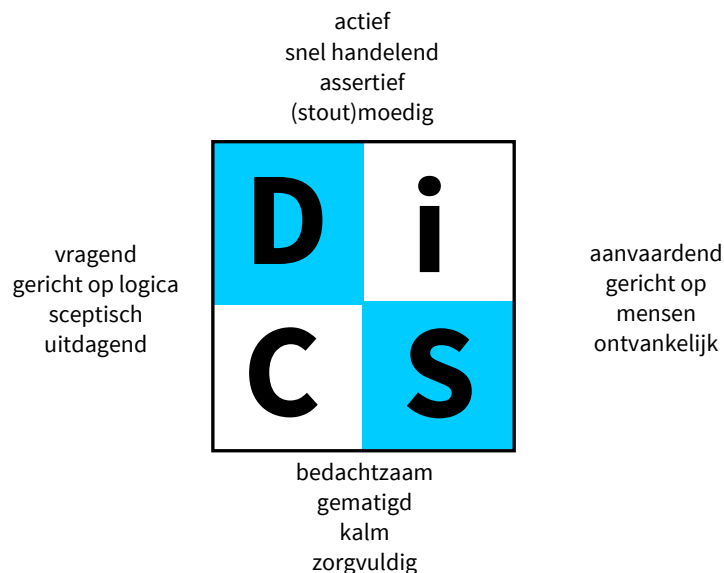 actief
snel handelend
assertief
(stout)moedig
D i
vragend
gericht op logica
sceptisch
uitdagend
aanvaardend
gericht op
mensen
ontvankelijk
C S
bedachtzaam
gematigd
kalm
zorgvuldig